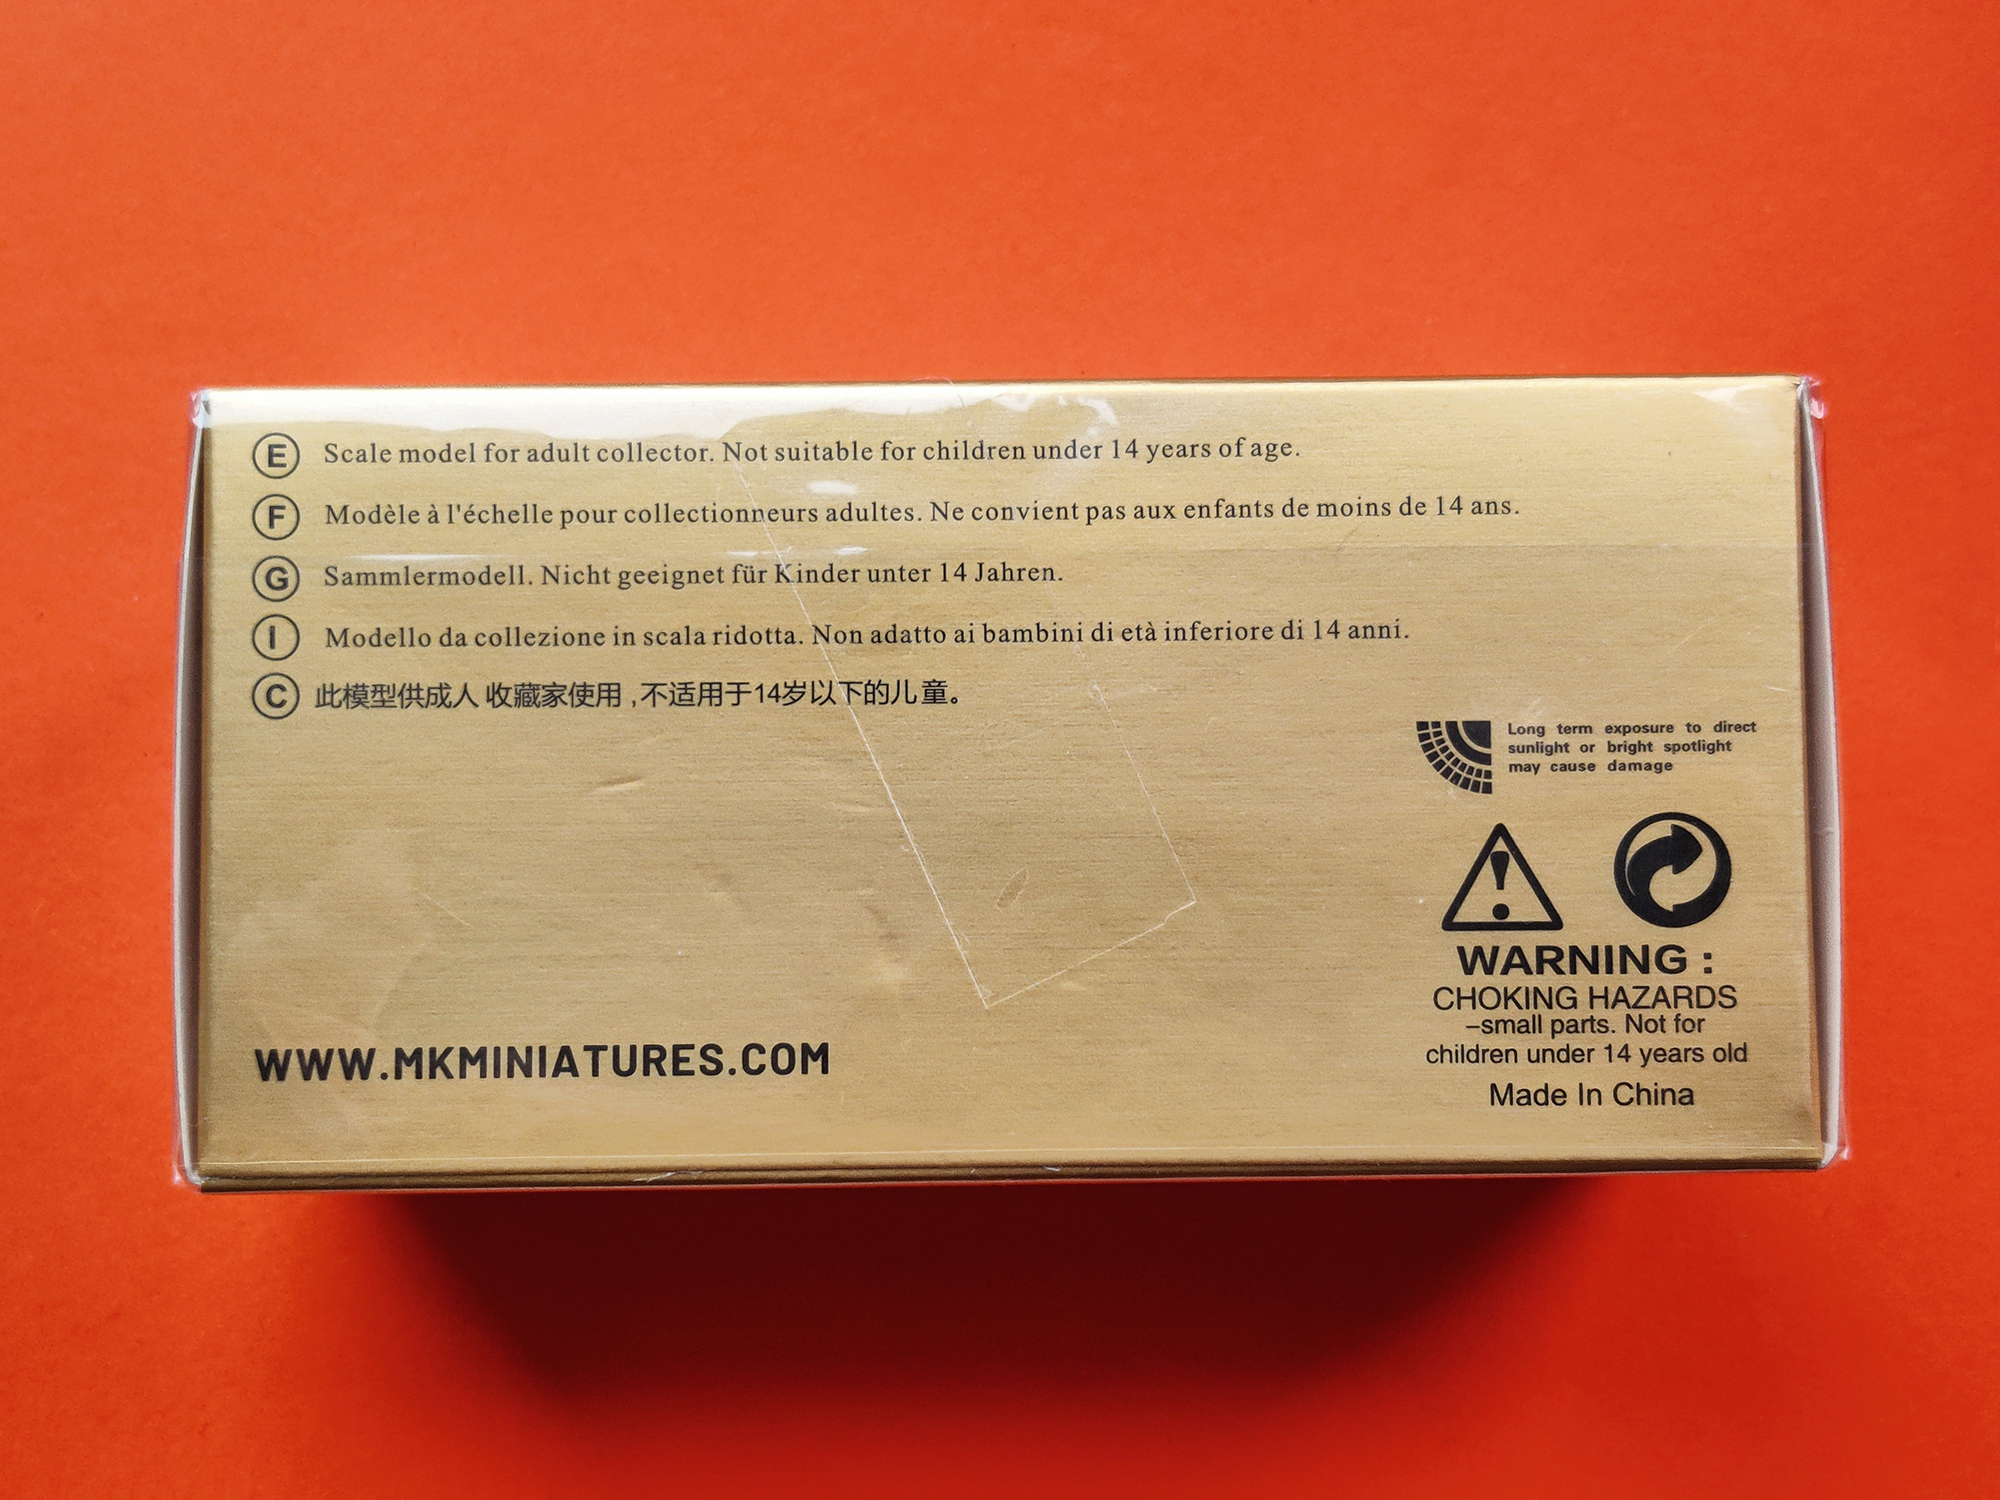 E Scale model for adult collector. Not suitable for children under 14 years of age.
F Modèle à l'échelle pour collectionneurs adultes. Ne convient pas aux enfants de moins de 14 ans.
G Sammlermodell. Nicht geeignet für Kinder unter 14 Jahren.
I Modello da collezione in scala ridotta. Non adatto ai bambini di età inferiore di 14 anni.
C 此模型供成人 收藏家使用 ,不适用于14岁以下的儿童。
Long term exposure to direct
sunlight or bright spotlight
may cause damage
WARNING :
CHOKING HAZARDS
–small parts. Not for
children under 14 years old
Made In China
WWW.MKMINIATURES.COM